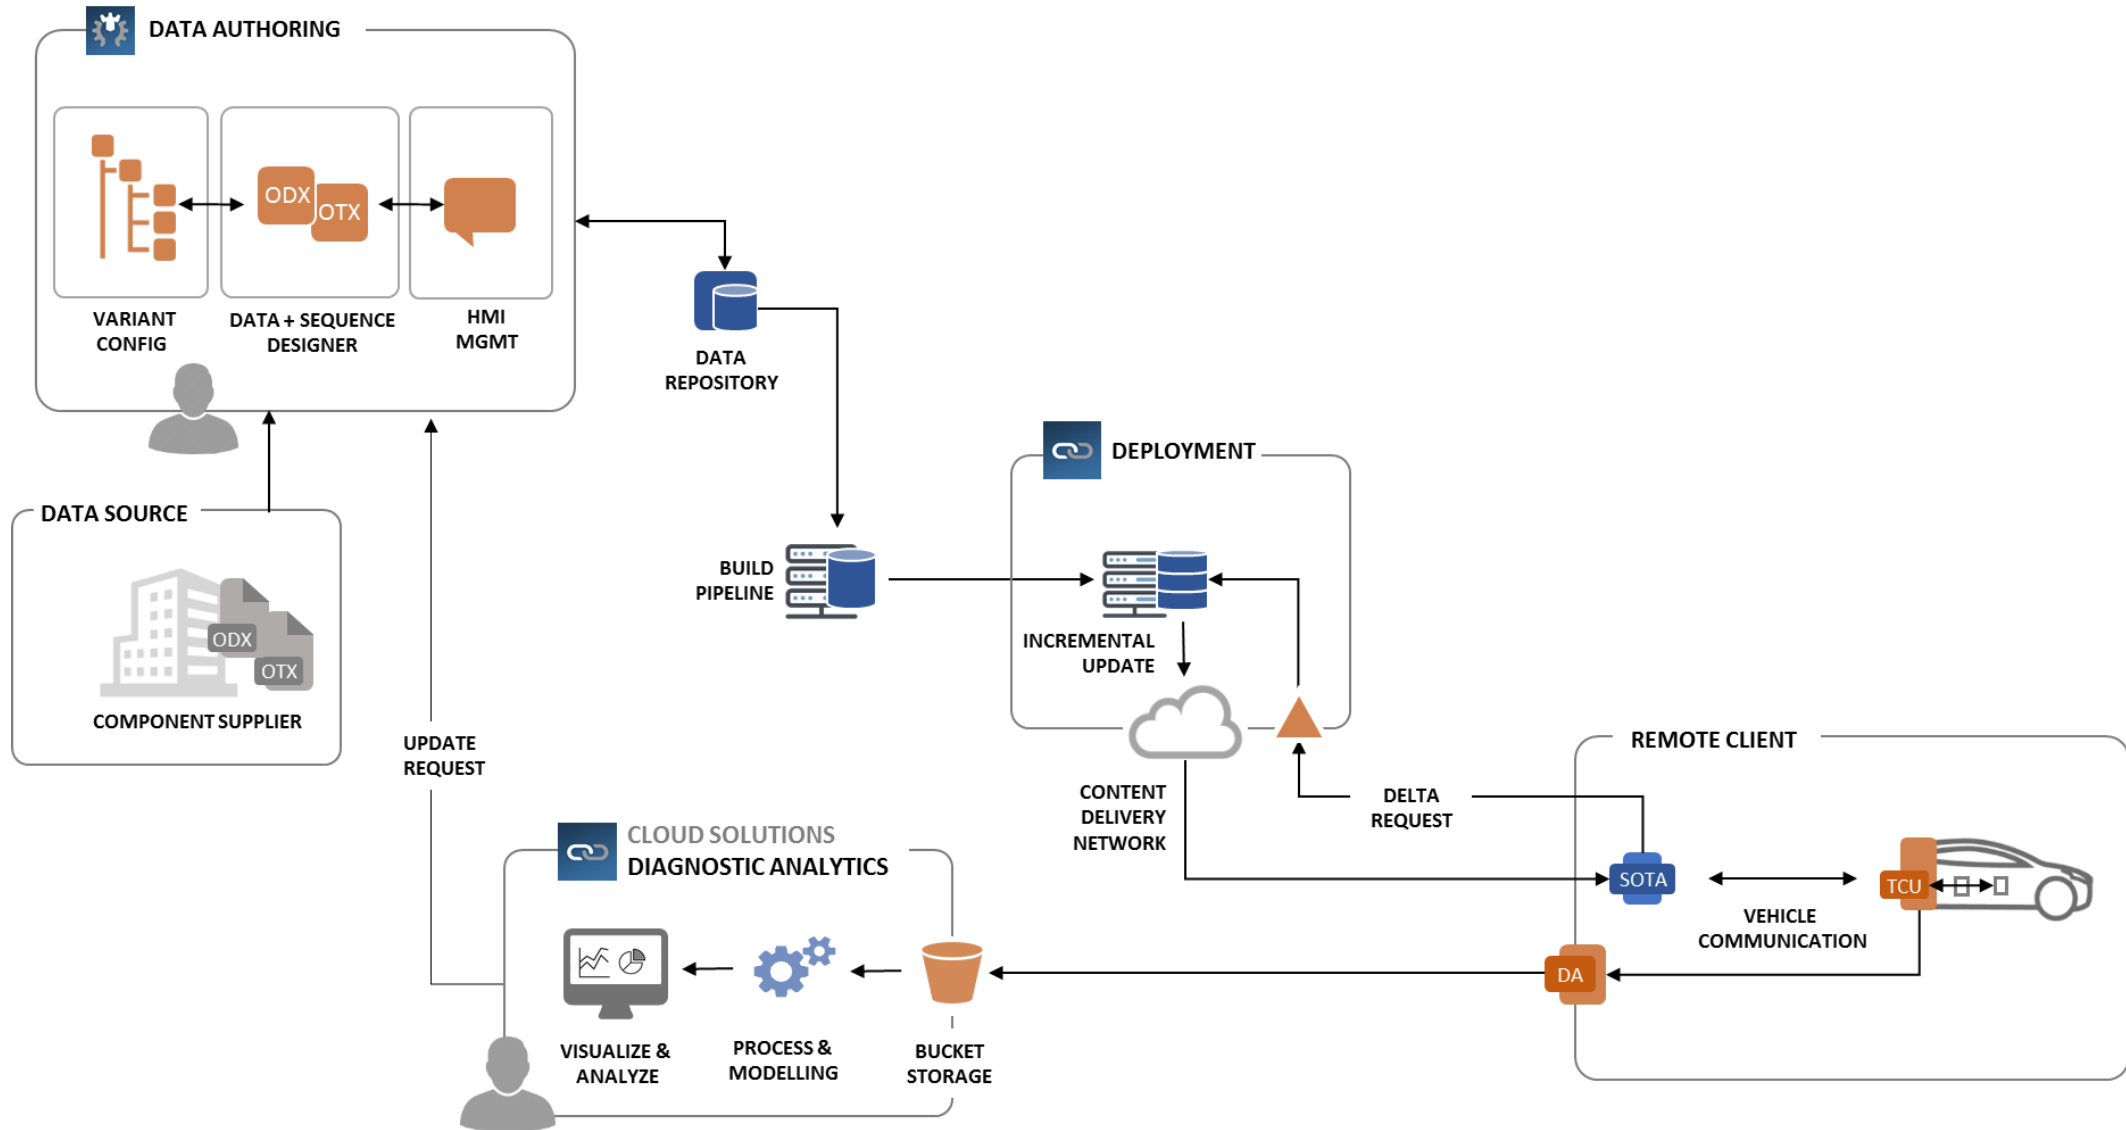 DATA AUTHORING
ODX
OTX
VARIANT
CONFIG
DATA + SEQUENCE
DESIGNER
HMI
MGMT
DATA
REPOSITORY
DATA SOURCE
ODX
OTX
COMPONENT SUPPLIER
BUILD
PIPELINE
DEPLOYMENT
INCREMENTAL
UPDATE
CONTENT
DELIVERY
NETWORK
DELTA
REQUEST
REMOTE CLIENT
SOTA
TCU
VEHICLE
COMMUNICATION
DA
UPDATE
REQUEST
CLOUD SOLUTIONS
DIAGNOSTIC ANALYTICS
VISUALIZE &
ANALYZE
PROCESS &
MODELLING
BUCKET
STORAGE